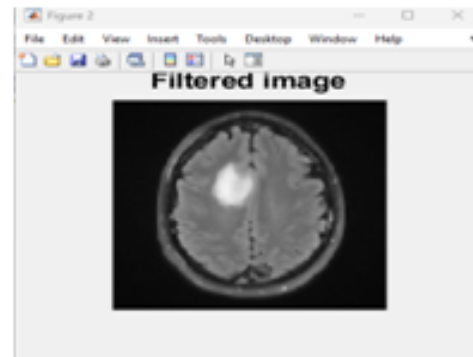 Figure 2
File Edit View Insert Tools Desktop Window Help
Filtered image